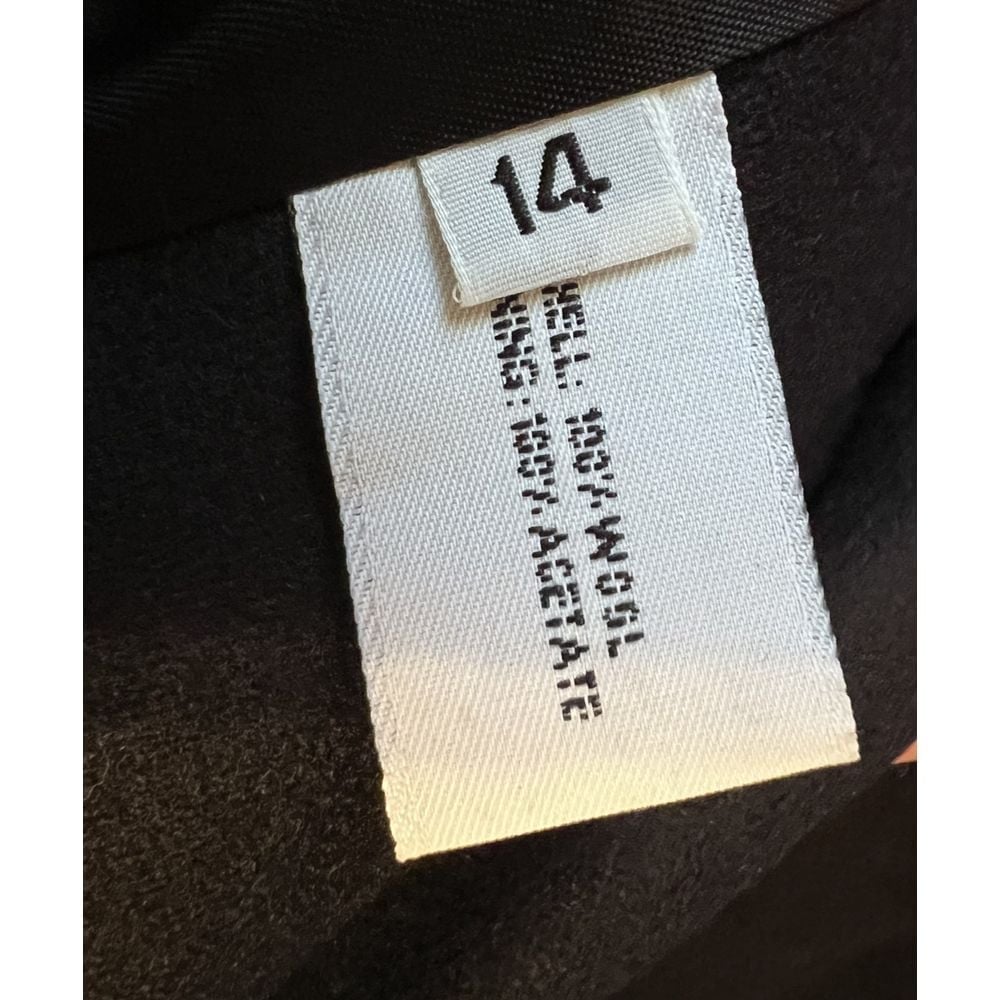 14
HELL: 100% WOOL
NING: 100% ACETATE